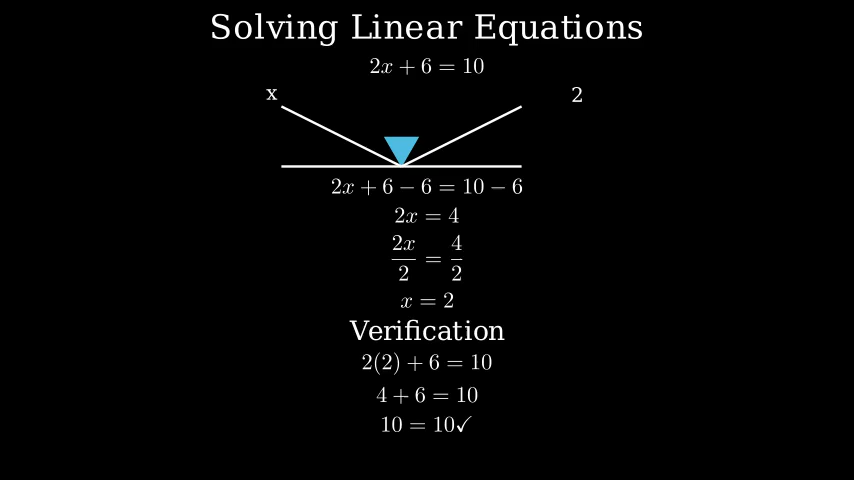 Solving Linear Equations
2x + 6 = 10
x 2
2x + 6 − 6 = 10 − 6
2x = 4
2x/2 = 4/2
x = 2
Verification
2(2) + 6 = 10
4 + 6 = 10
10 = 10✓